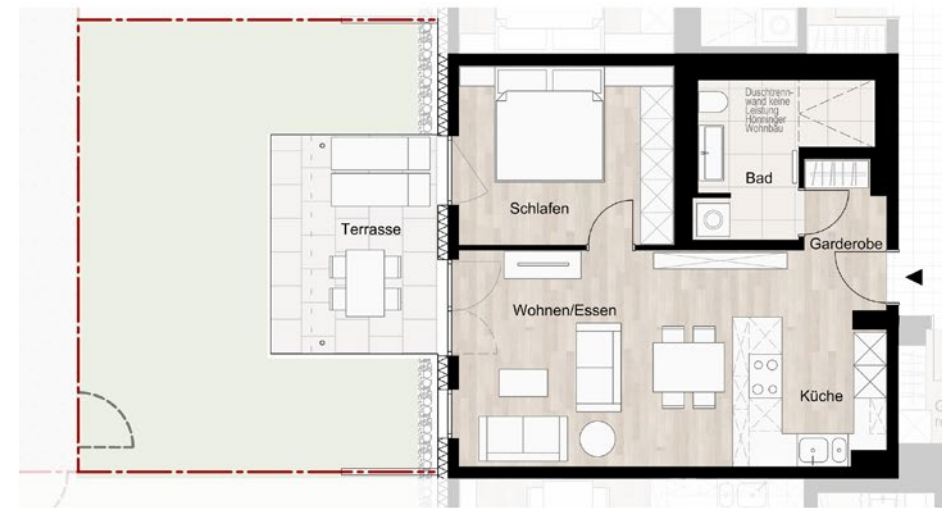 Duschtrenn-
wand keine
Leistung
Hönninger
Wohnbau
Bad
Schlafen
Terrasse
Garderobe
Wohnen/Essen
Küche